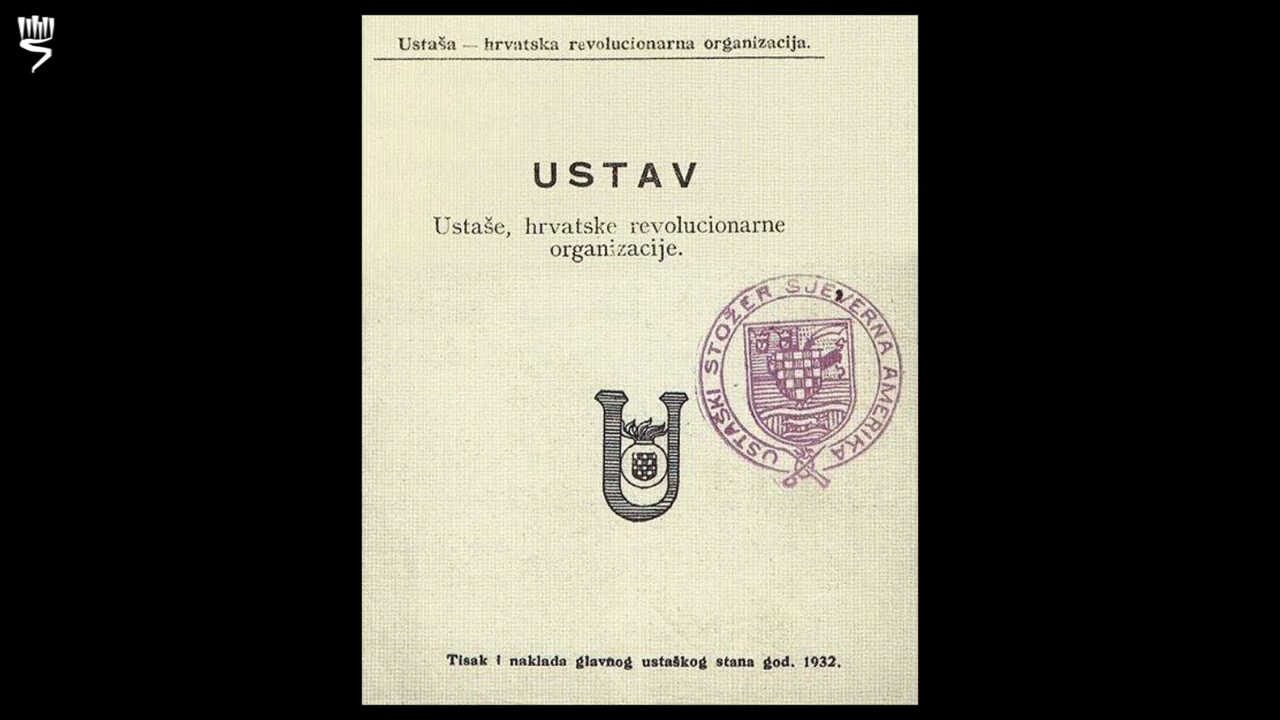 Ustaša — hrvatska revolucionarna organizacija.
USTAV
Ustaše, hrvatske revolucionarne
organizacije.
USTAŠKI STOŽER SJEVERNA AMERIKA
U
Tisak i naklada glavnog ustaškog stana god. 1932.